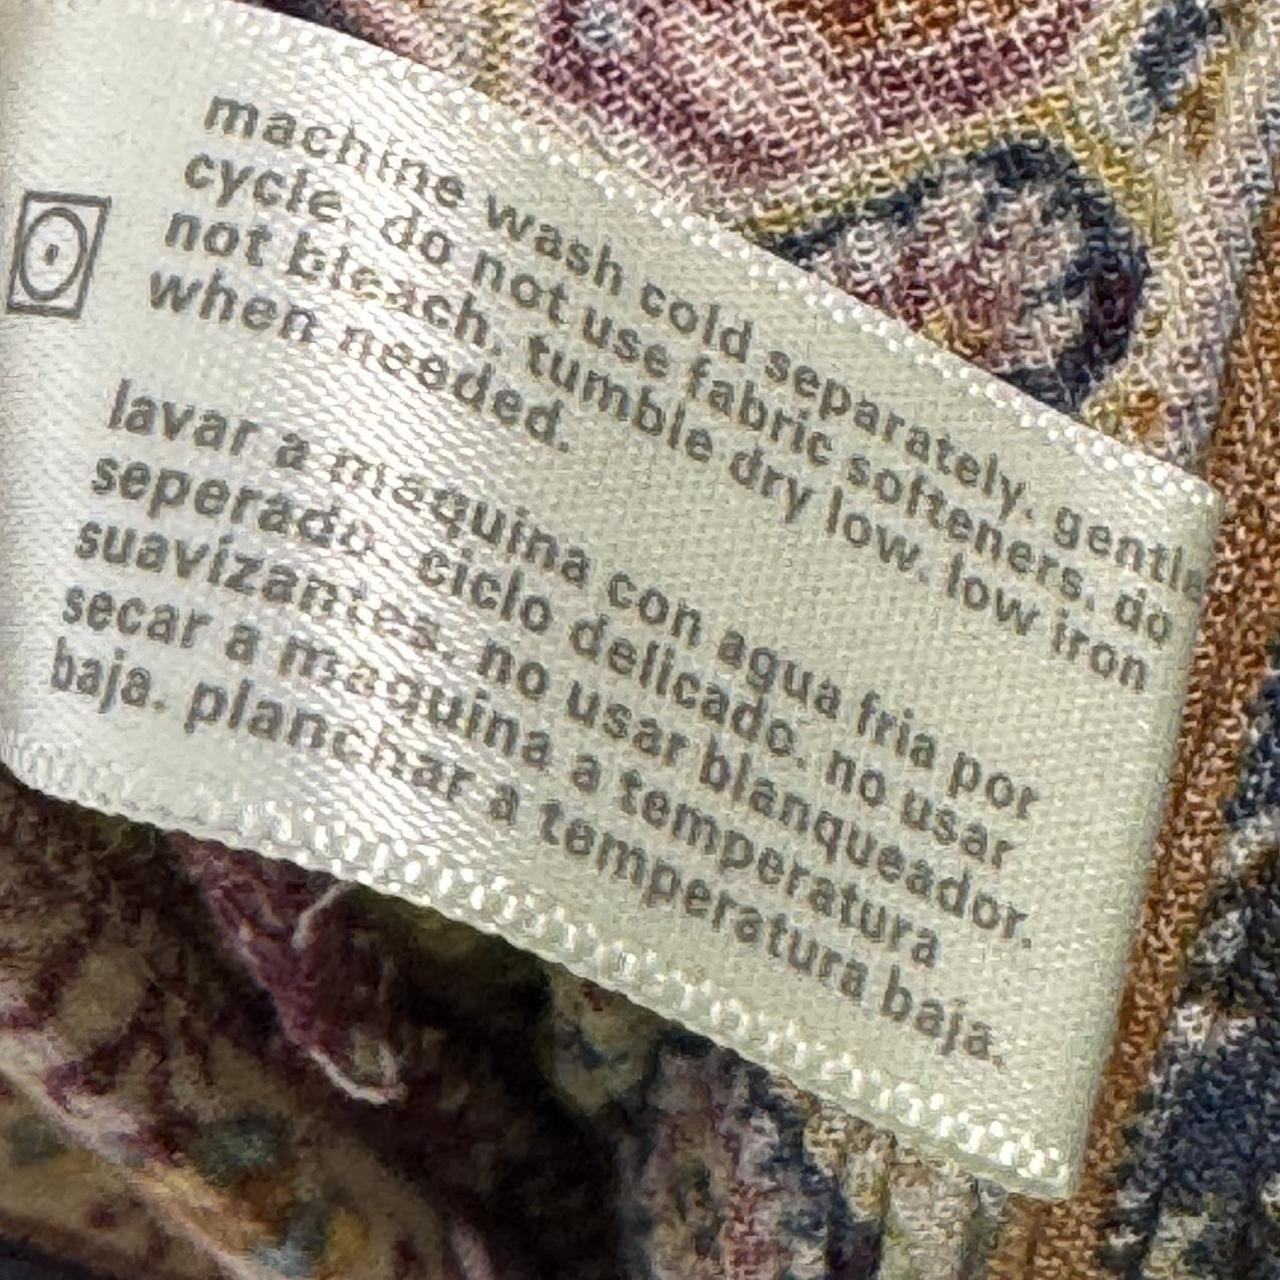 machine wash cold separately. gentle
cycle. do not use fabric softeners. do
not bleach. tumble dry low. low iron
when needed.
lavar a maquina con agua fria por
seperado. ciclo delicado. no usar
suavizantes. no usar blanqueador.
secar a maquina a temperatura
baja. planchar a temperatura baja.